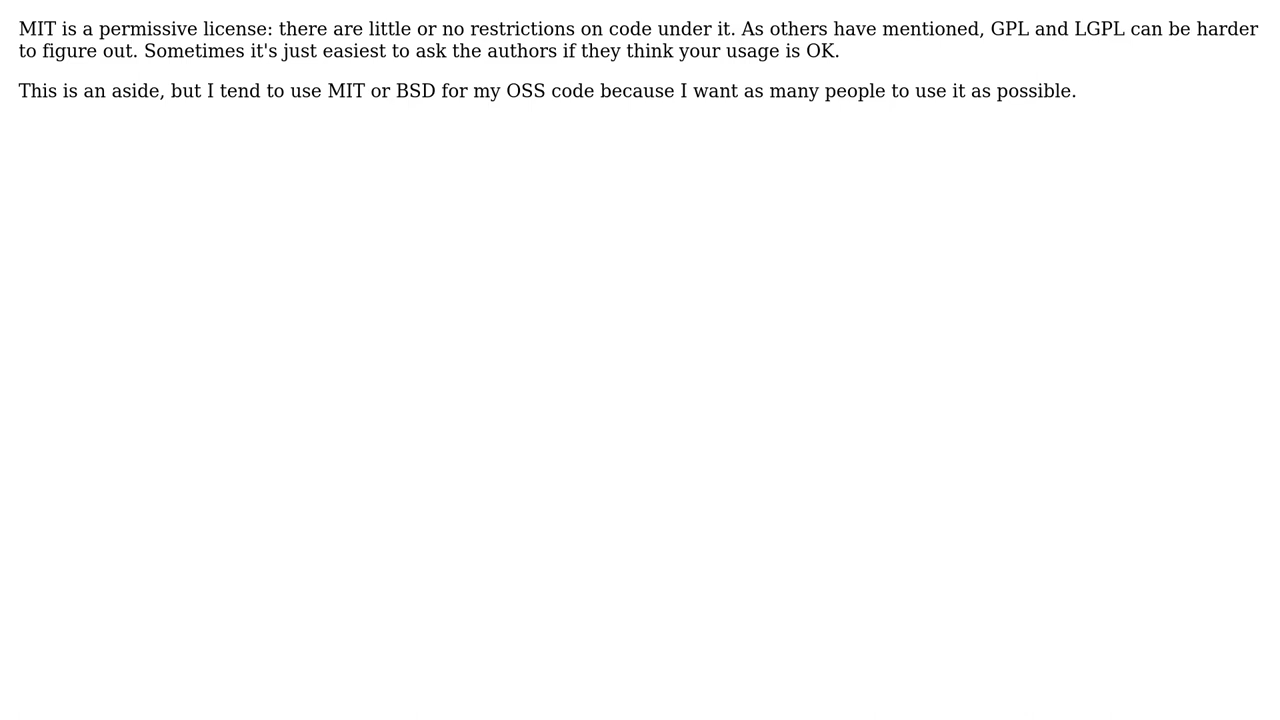 MIT is a permissive license: there are little or no restrictions on code under it. As others have mentioned, GPL and LGPL can be harder
to figure out. Sometimes it's just easiest to ask the authors if they think your usage is OK.
This is an aside, but I tend to use MIT or BSD for my OSS code because I want as many people to use it as possible.